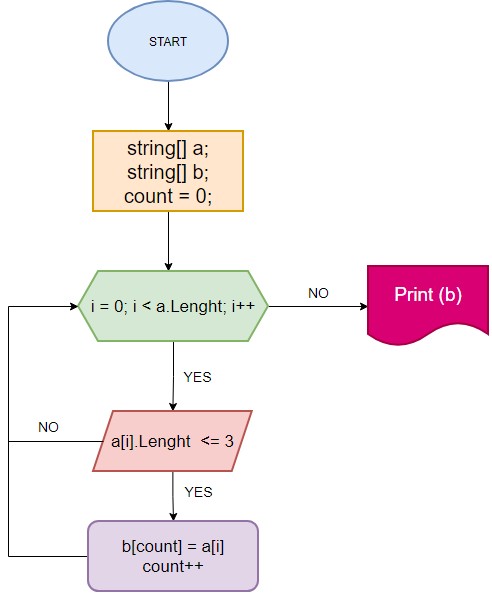 START
string[] a;
string[] b;
count = 0;
i = 0; i < a.Lenght; i++
NO
Print (b)
YES
NO
a[i].Lenght  <= 3
YES
b[count] = a[i]
count++